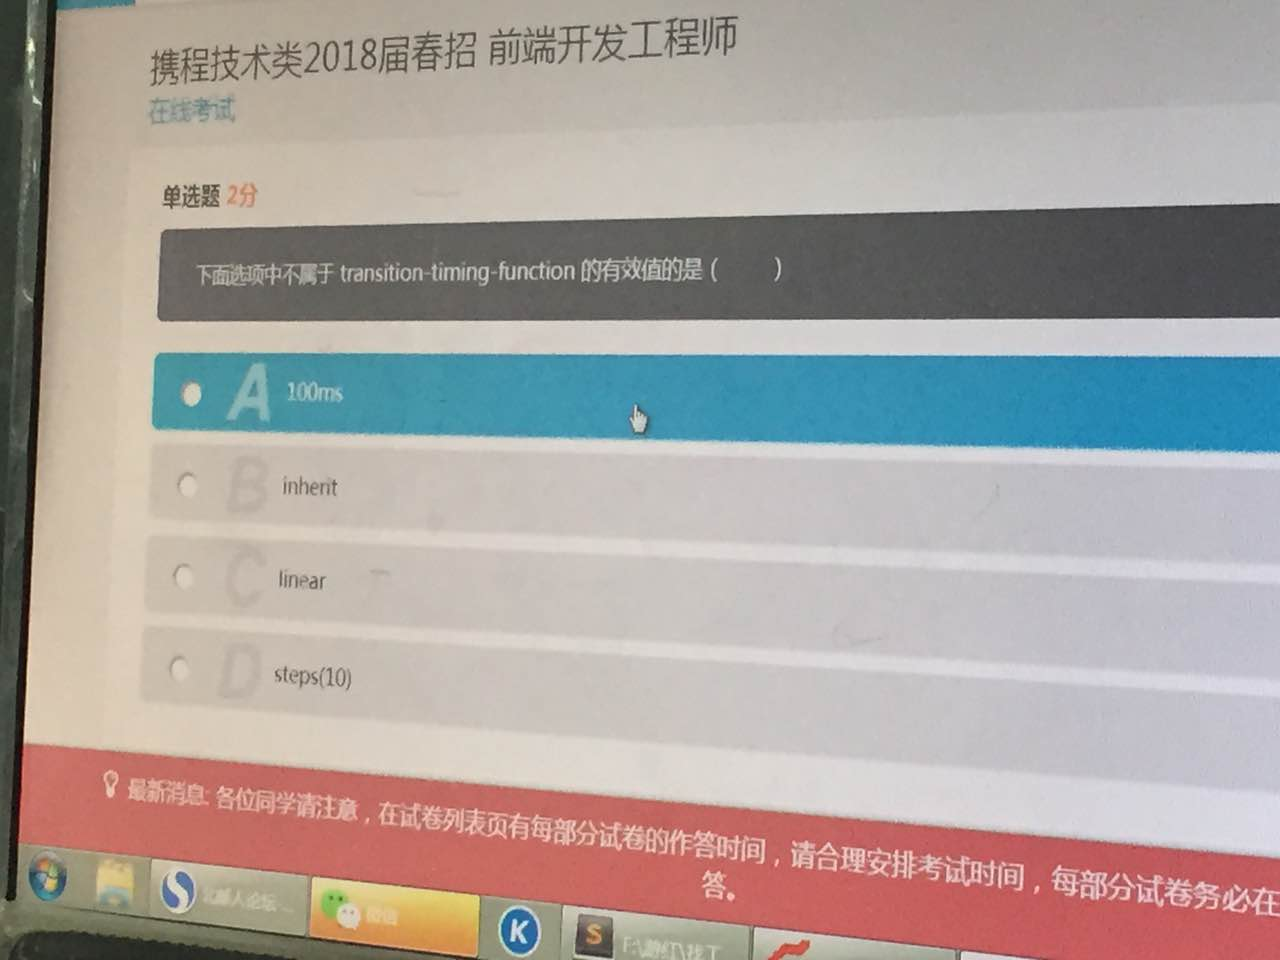 携程技术类2018届春招 前端开发工程师
在线考试
单选题 2分
下面选项中不属于 transition-timing-function 的有效值的是 (      )
A 100ms
B inherit
C linear
D steps(10)
最新消息: 各位同学请注意，在试卷列表页有每部分试卷的作答时间，请合理安排考试时间，每部分试卷务必在
答。
微信
K
S